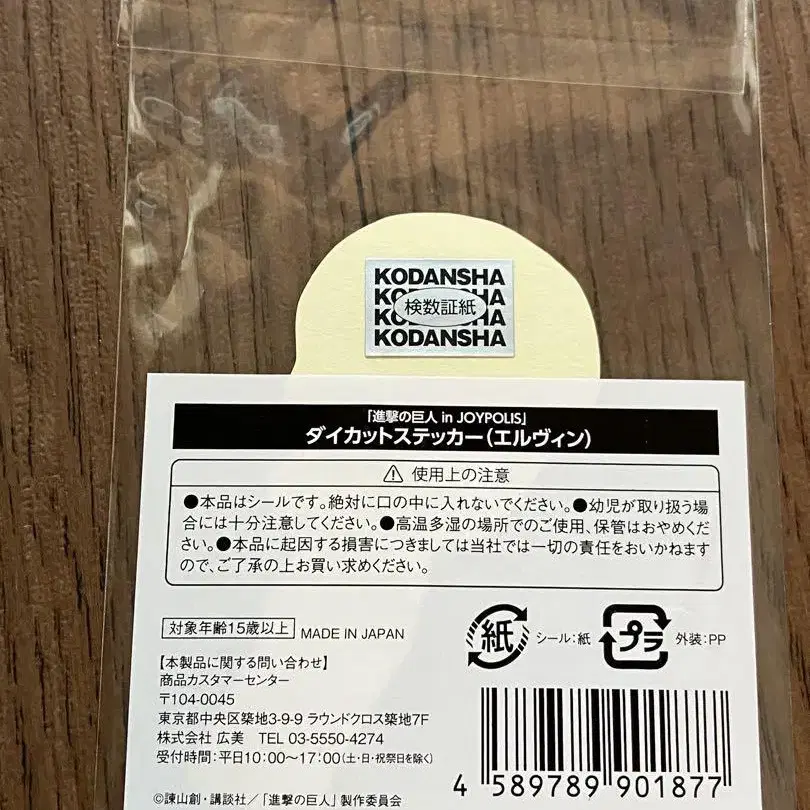 KODANSHA
KODANSHA
検数証紙
KODANSHA
KODANSHA
「進撃の巨人 in JOYPOLIS」
ダイカットステッカー(エルヴィン)
⚠ 使用上の注意
●本品はシールです。絶対に口の中に入れないでください。●幼児が取り扱う場
合には十分注意してください。●高温多湿の場所でのご使用、保管はおやめくだ
さい。●本品に起因する損害につきましては当社では一切の責任をおいかねます
ので、ご了承の上お買い求めください。
対象年齢15歳以上 MADE IN JAPAN
紙 シール:紙 プラ 外装:PP
【本製品に関する問い合わせ】
商品カスタマーセンター
〒104-0045
東京都中央区築地3-9-9 ラウンドクロス築地7F
株式会社 広美 TEL 03-5550-4274
受付時間:平日10:00〜17:00(土・日・祝祭日を除く)
4 589789 901877
©諫山創・講談社/「進撃の巨人」製作委員会